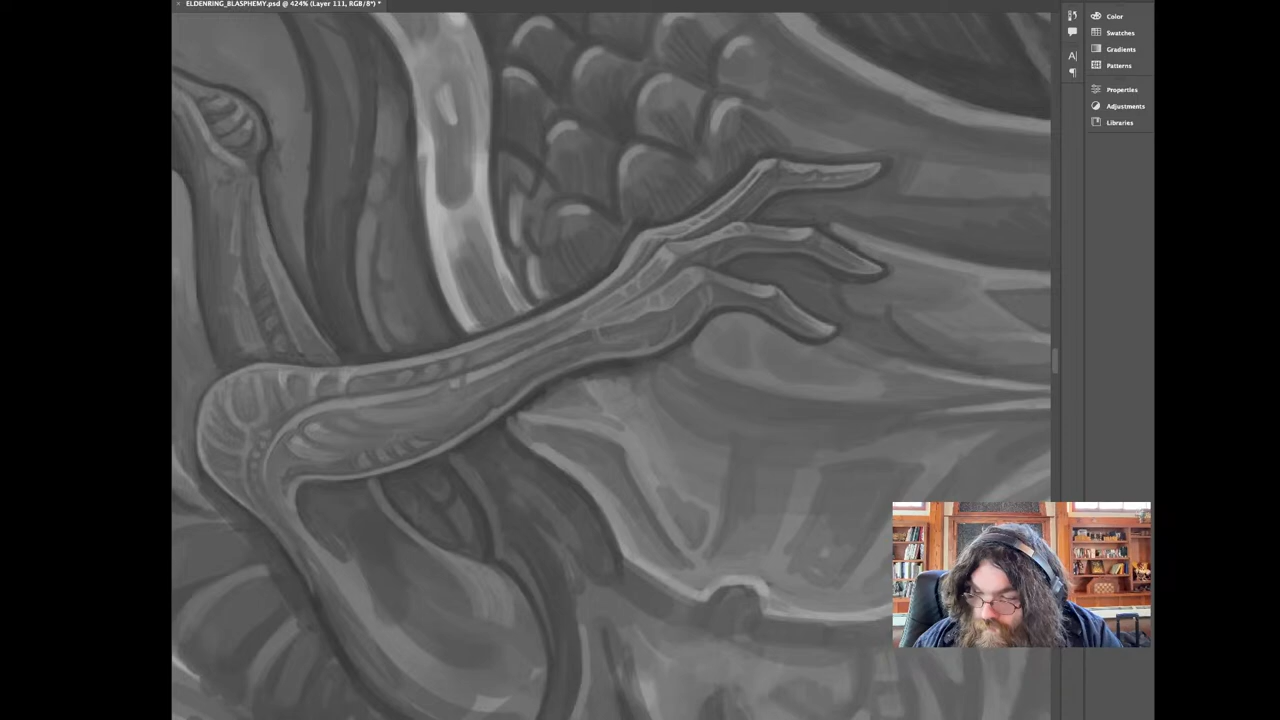 × ELDENRING_BLASPHEMY.psd @ 424% (Layer 111, RGB/8*) *
Color
Swatches
Gradients
Patterns
Properties
Adjustments
Libraries